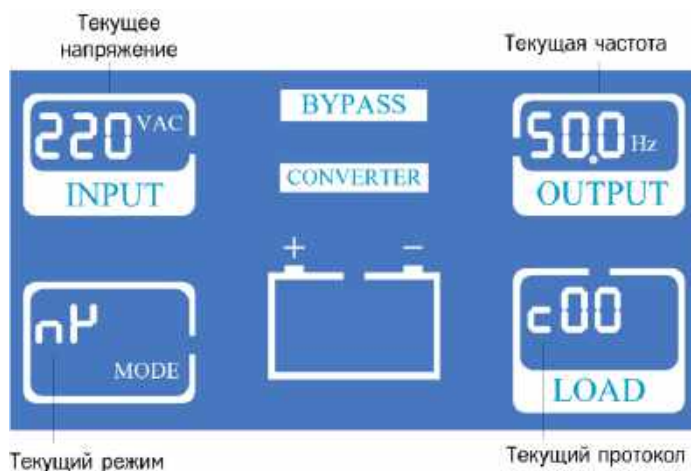 Текущее
напряжение
Текущая частота
220 VAC
INPUT
BYPASS
CONVERTER
50.0 Hz
OUTPUT
+ −
MODE
c00
LOAD
Текущий режим
Текущий протокол